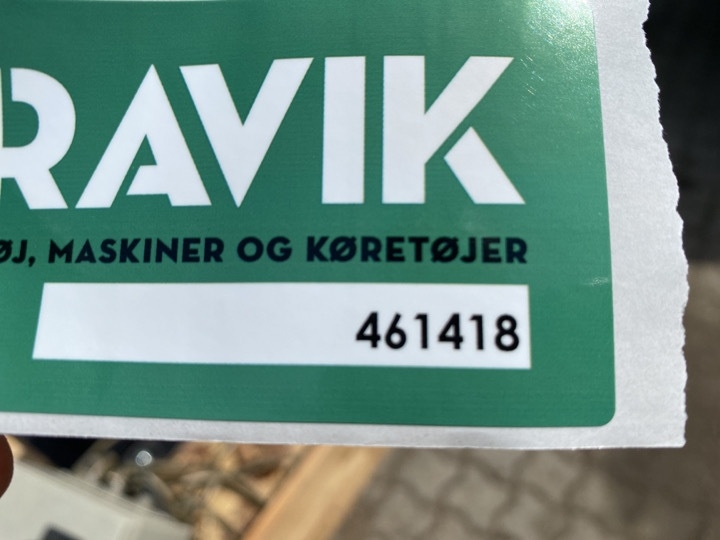 RAVIK
ØJ, MASKINER OG KØRETØJER
461418